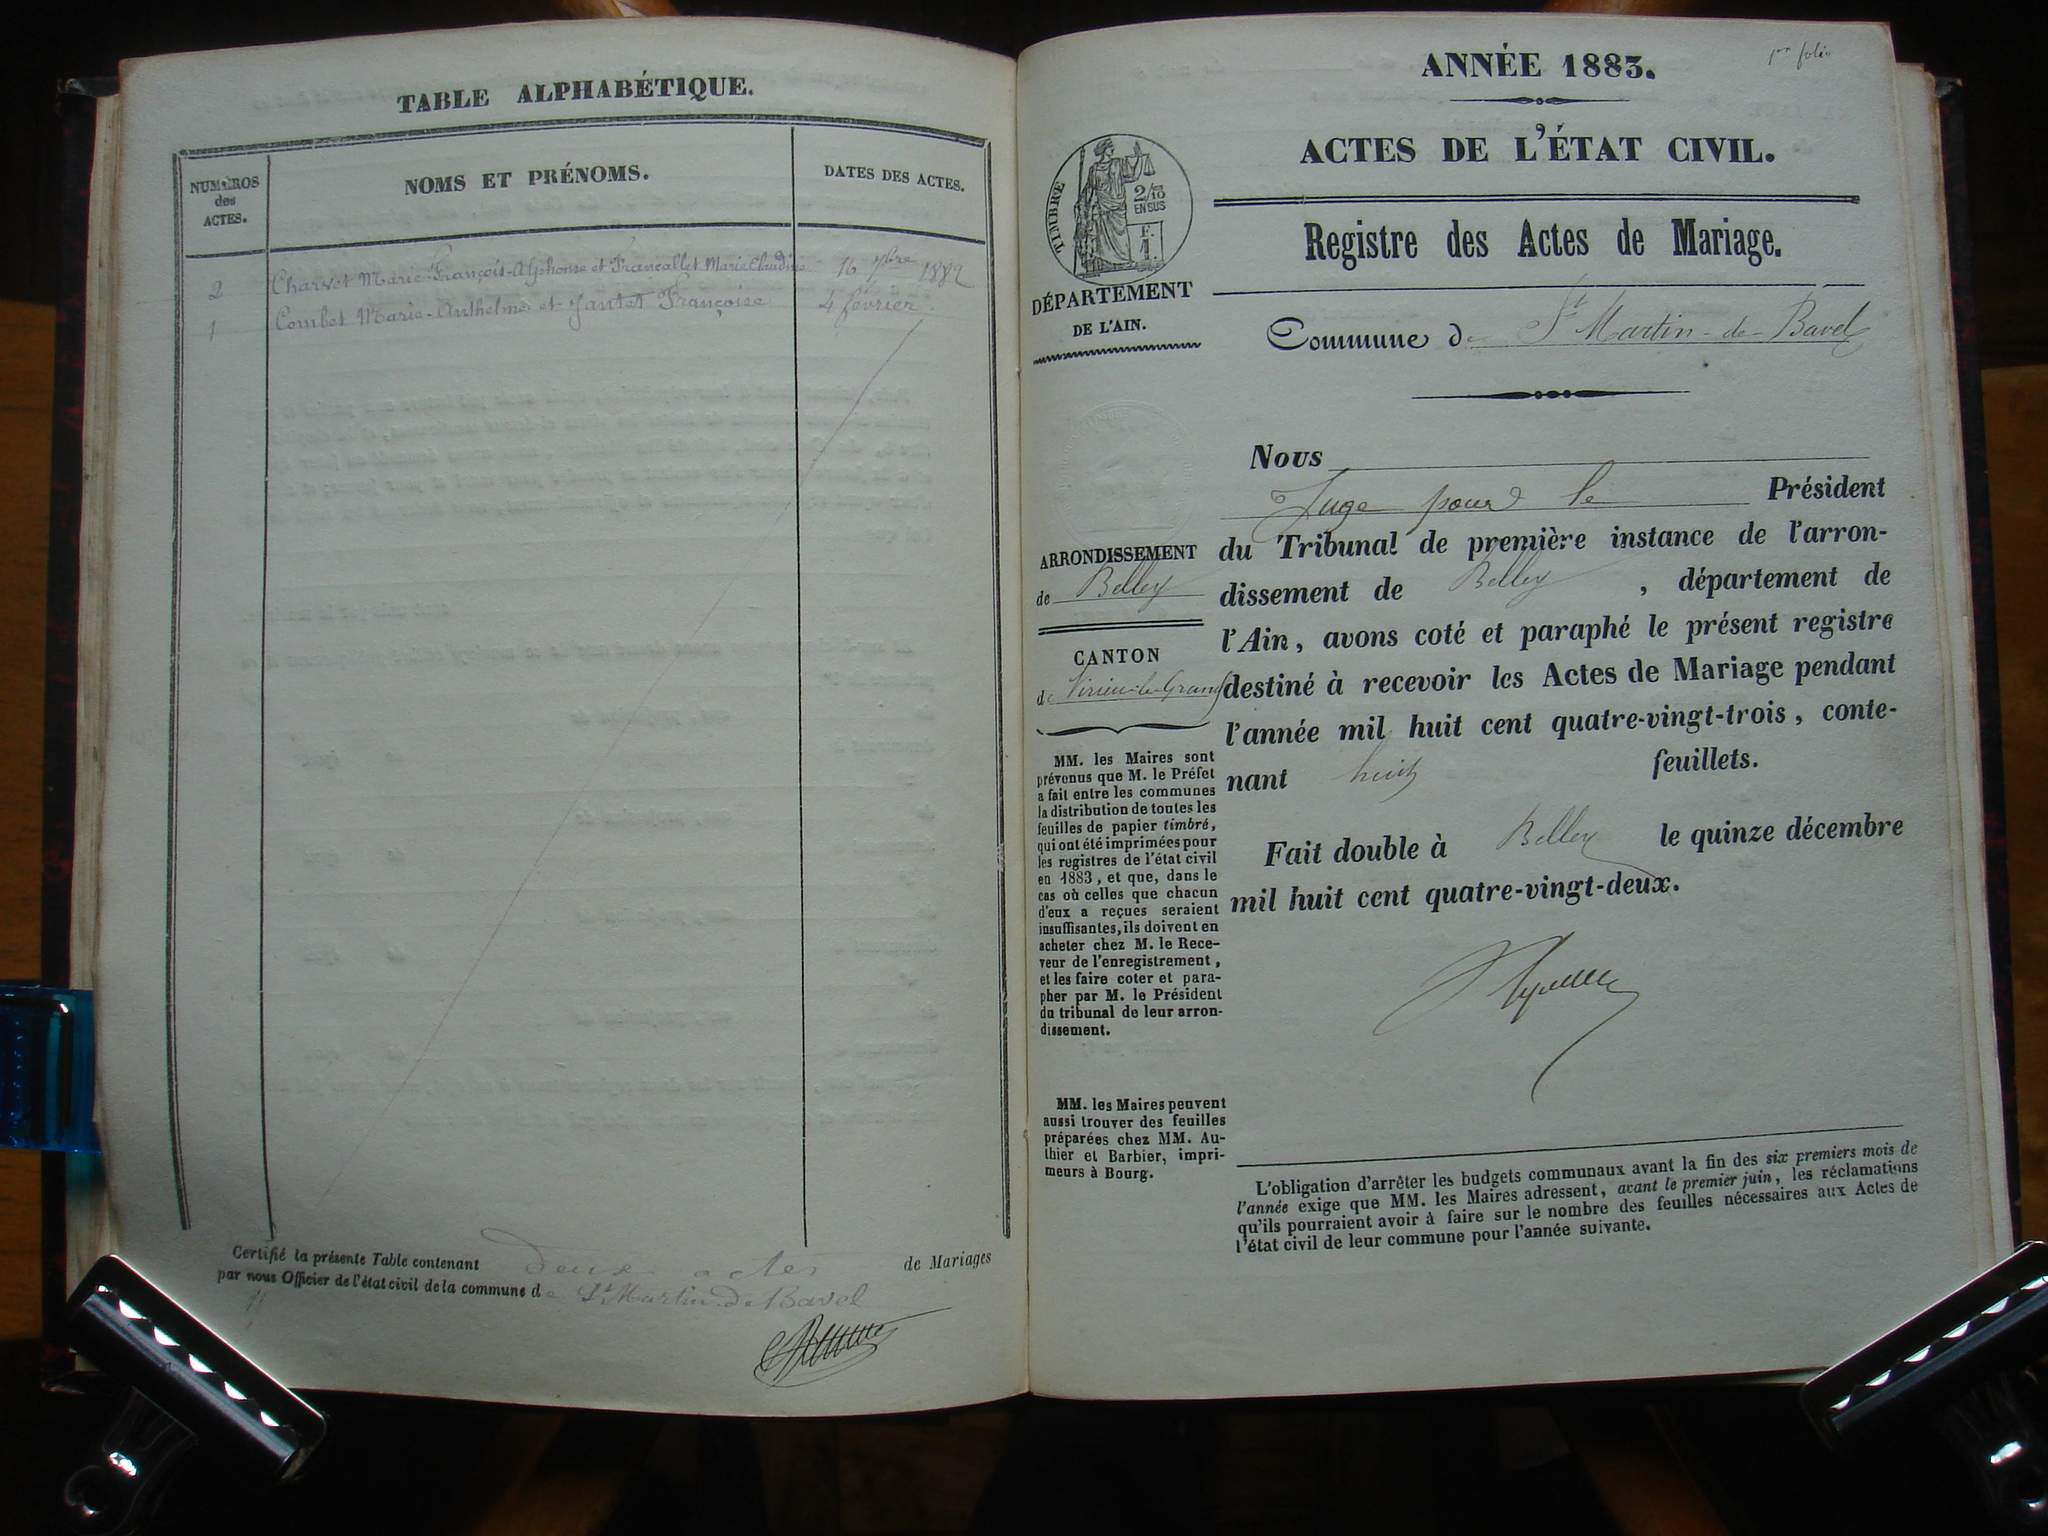 TABLE ALPHABÉTIQUE.
NUMÉROS
des
ACTES.
NOMS ET PRÉNOMS.
DATES DES ACTES.
2 Charvet Marie-François-Alphonse et Francallet Marie Claudine 16 9bre 1882
1 Combet Marie-Anthelme et Jantet Françoise 4 février
Certifié la présente Table contenant deux actes de Mariages
par nous Officier de l'état civil de la commune de St Martin-de-Bavel
1er folio
ANNÉE 1883.
ACTES DE L'ÉTAT CIVIL.
TIMBRE
2/10
EN SUS
F.
1
Registre des Actes de Mariage.
DÉPARTEMENT
DE L'AIN.
Commune de St Martin-de-Bavel
Nous
Juge pour le Président
du Tribunal de première instance de l'arron-
dissement de Belley, département de
l'Ain, avons coté et paraphé le présent registre
destiné à recevoir les Actes de Mariage pendant
l'année mil huit cent quatre-vingt-trois, conte-
nant huit feuillets.
Fait double à Belley le quinze décembre
mil huit cent quatre-vingt-deux.
ARRONDISSEMENT
de Belley
CANTON
de Virieu-le-Grand
MM. les Maires sont
prévenus que M. le Préfet
a fait entre les communes
la distribution de toutes les
feuilles de papier timbré,
qui ont été imprimées pour
les registres de l'état civil
en 1883, et que, dans le
cas où celles que chacun
d'eux a reçues seraient
insuffisantes, ils doivent en
acheter chez M. le Rece-
veur de l'enregistrement,
et les faire coter et para-
pher par M. le Président
du tribunal de leur arron-
dissement.
MM. les Maires peuvent
aussi trouver des feuilles
préparées chez MM. Au-
thier et Barbier, impri-
meurs à Bourg.
L'obligation d'arrêter les budgets communaux avant la fin des six premiers mois de
l'année exige que MM. les Maires adressent, avant le premier juin, les réclamations
qu'ils pourraient avoir à faire sur le nombre des feuilles nécessaires aux Actes de
l'état civil de leur commune pour l'année suivante.